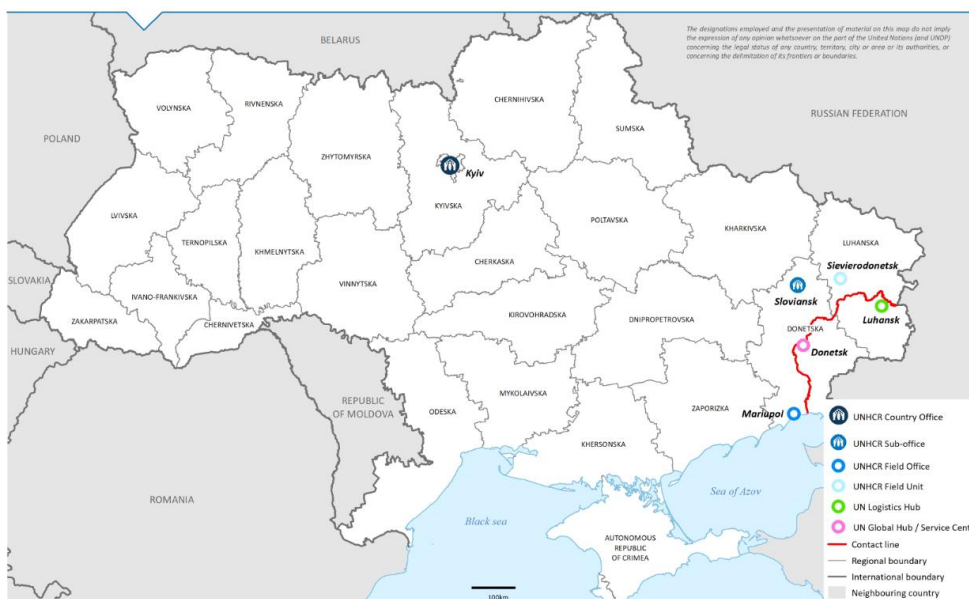 The designations employed and the presentation of material on this map do not imply
the expression of any opinion whatsoever on the part of the United Nations (and UNDP)
concerning the legal status of any country, territory, city or area or its authorities, or
concerning the delimitation of its frontiers or boundaries.
BELARUS
POLAND
RUSSIAN FEDERATION
SLOVAKIA
HUNGARY
REPUBLIC
OF MOLDOVA
ROMANIA
VOLYNSKA
RIVNENSKA
ZHYTOMYRSKA
CHERNIHIVSKA
SUMSKA
Kyiv
KYIVSKA
LVIVSKA
TERNOPILSKA
KHMELNYTSKA
IVANO-FRANKIVSKA
ZAKARPATSKA
CHERNIVETSKA
VINNYTSKA
CHERKASKA
POLTAVSKA
KHARKIVSKA
LUHANSKA
Sievierodonetsk
Sloviansk
Luhansk
KIROVOHRADSKA
DNIPROPETROVSKA
DONETSKA
Donetsk
ODESKA
MYKOLAIVSKA
ZAPORIZKA
Mariupol
KHERSONSKA
Sea of Azov
Black sea
AUTONOMOUS
REPUBLIC
OF CRIMEA
100km
UNHCR Country Office
UNHCR Sub-office
UNHCR Field Office
UNHCR Field Unit
UN Logistics Hub
UN Global Hub / Service Cent
Contact line
Regional boundary
International boundary
Neighbouring country